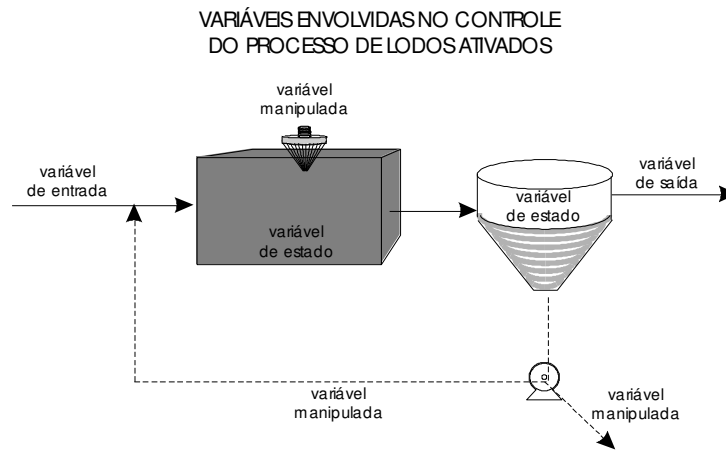 VARIÁVEIS ENVOLVIDAS NO CONTROLE
DO PROCESSO DE LODOS ATIVADOS
variável
manipulada
variável
de entrada
variável
de estado
variável
de estado
variável
de saída
variável
manipulada
variável
manipulada